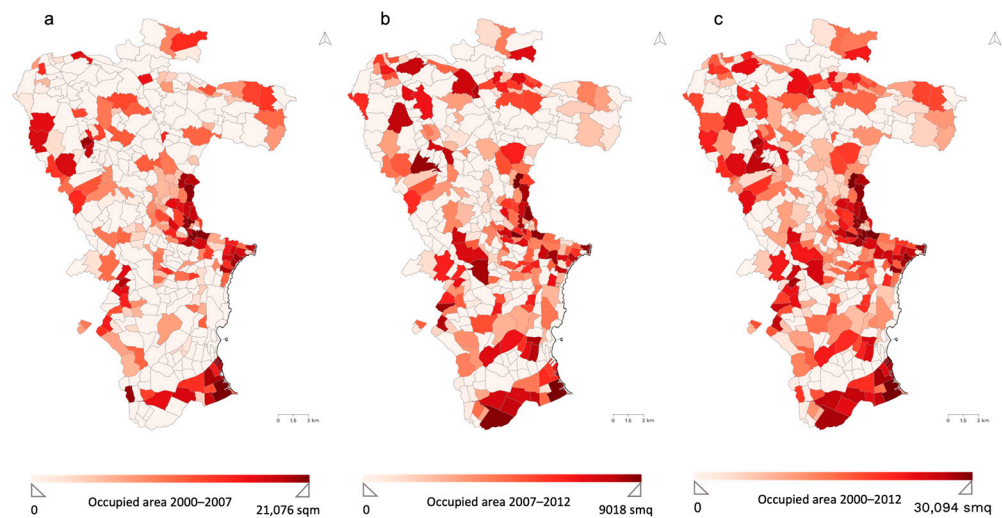 a
b
c
0 1.5 3 km
0 1.5 3 km
0 1.5 3 km
Occupied area 2000–2007
0 21,076 sqm
Occupied area 2007–2012
0 9018 smq
Occupied area 2000–2012
0 30,094 smq